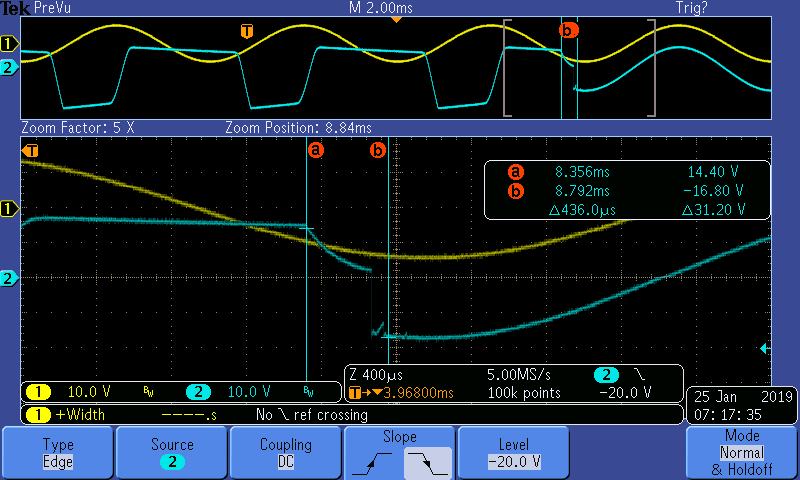 Tek PreVu M 2.00ms Trig?
T b
1
2
Zoom Factor: 5 X Zoom Position: 8.84ms
T a b
a 8.356ms 14.40 V
b 8.792ms −16.80 V
Δ436.0µs Δ31.20 V
1
2
1 10.0 V BW 2 10.0 V BW
Z 400µs 5.00MS/s 2
T→▼3.96800ms 100k points −20.0 V
1 +Width ----.s No ref crossing
25 Jan 2019
07:17:35
Type
Edge
Source
2
Coupling
DC
Slope
Level
−20.0 V
Mode
Normal
& Holdoff